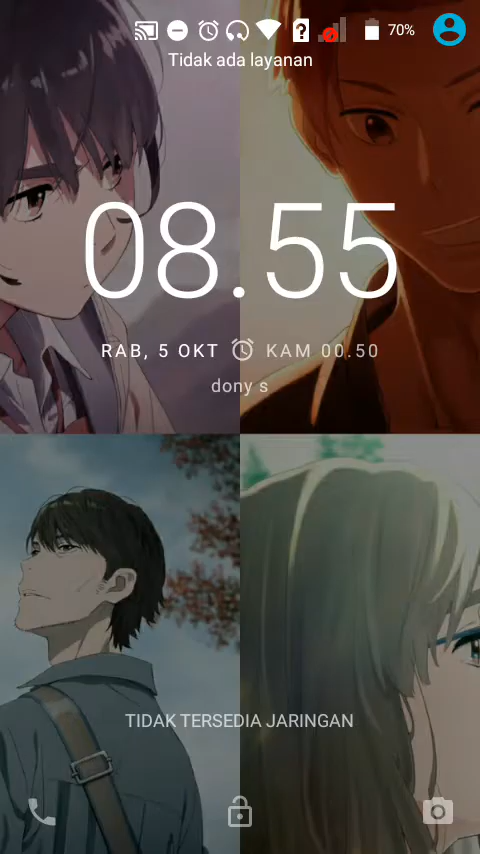 70%
Tidak ada layanan
08.55
RAB, 5 OKT KAM 00.50
dony s
TIDAK TERSEDIA JARINGAN